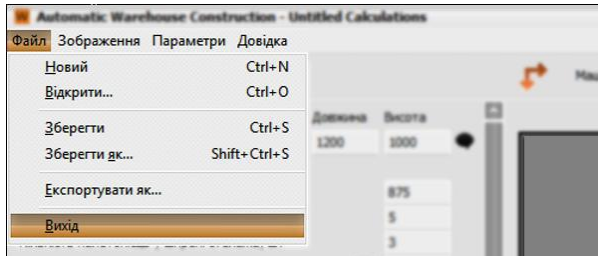 Automatic Warehouse Construction - Untitled Calculations
Файл Зображення Параметри Довідка
Новий Ctrl+N
Відкрити... Ctrl+O
Зберегти Ctrl+S
Зберегти як... Shift+Ctrl+S
Експортувати як...
Вихід
Довжина Висота
1200 1000
875
5
3